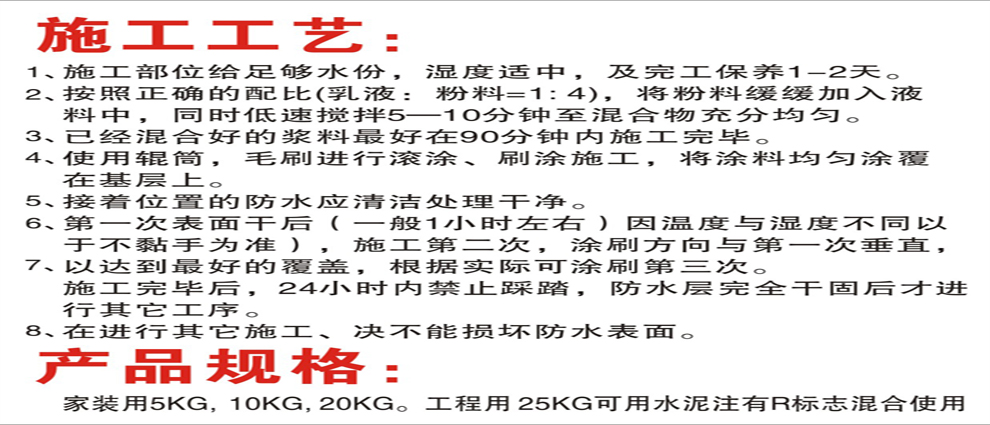 施工工艺：
1、施工部位给足够水份，湿度适中，及完工保养1-2天。
2、按照正确的配比(乳液：粉料=1:4)，将粉料缓缓加入液
料中，同时低速搅拌5—10分钟至混合物充分均匀。
3、已经混合好的浆料最好在90分钟内施工完毕。
4、使用辊筒，毛刷进行滚涂、刷涂施工，将涂料均匀涂覆
在基层上。
5、接着位置的防水应清洁处理干净。
6、第一次表面干后（一般1小时左右）因温度与湿度不同以
于不黏手为准），施工第二次，涂刷方向与第一次垂直，
7、以达到最好的覆盖，根据实际可涂刷第三次。
施工完毕后，24小时内禁止踩踏，防水层完全干固后才进
行其它工序。
8、在进行其它施工、决不能损坏防水表面。
产品规格：
家装用5KG, 10KG, 20KG。工程用 25KG可用水泥注有R标志混合使用